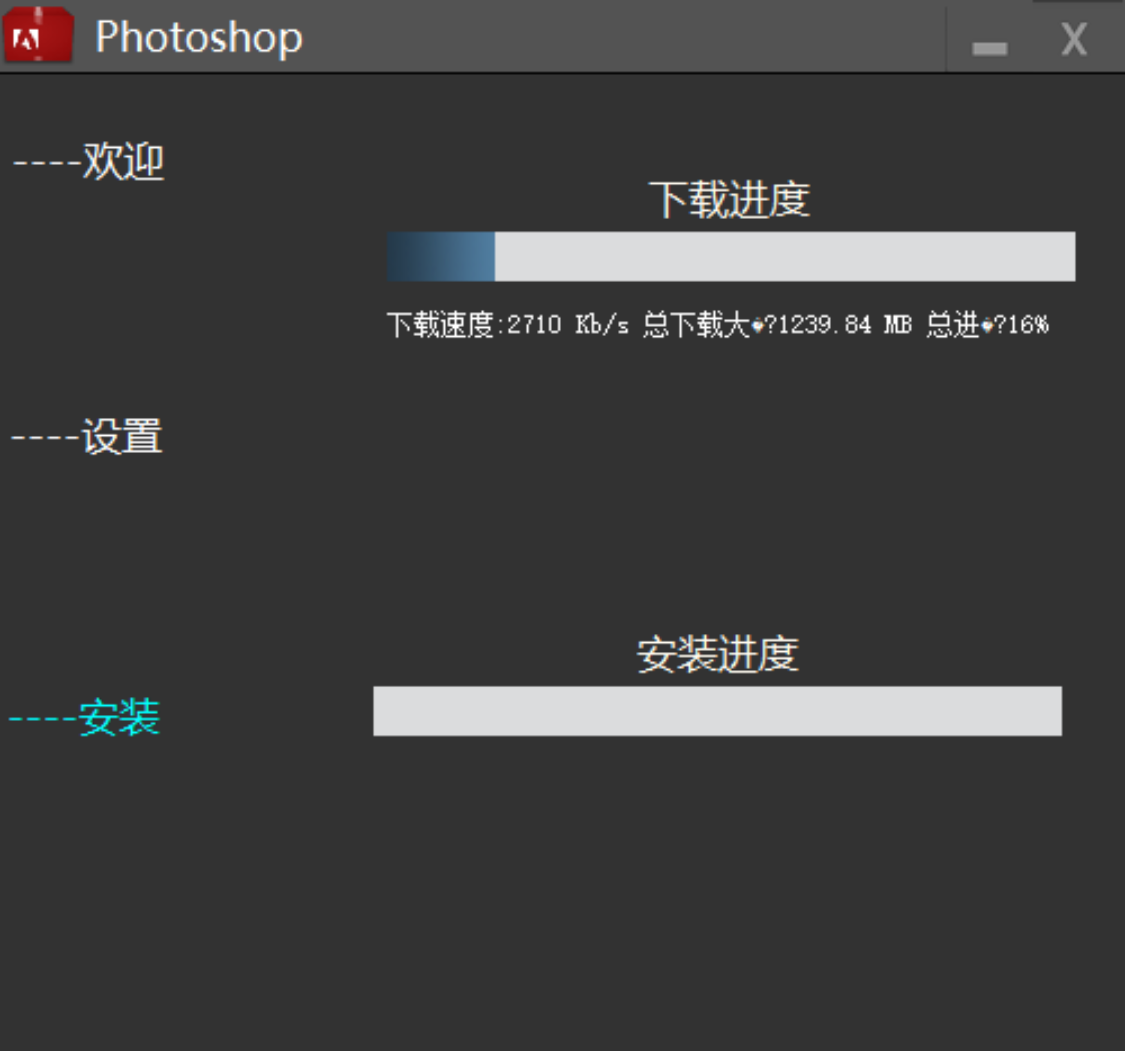 Photoshop
X
----欢迎
下载进度
下载速度:2710 Kb/s 总下载大�?1239.84 MB 总进�?16%
----设置
安装进度
----安装